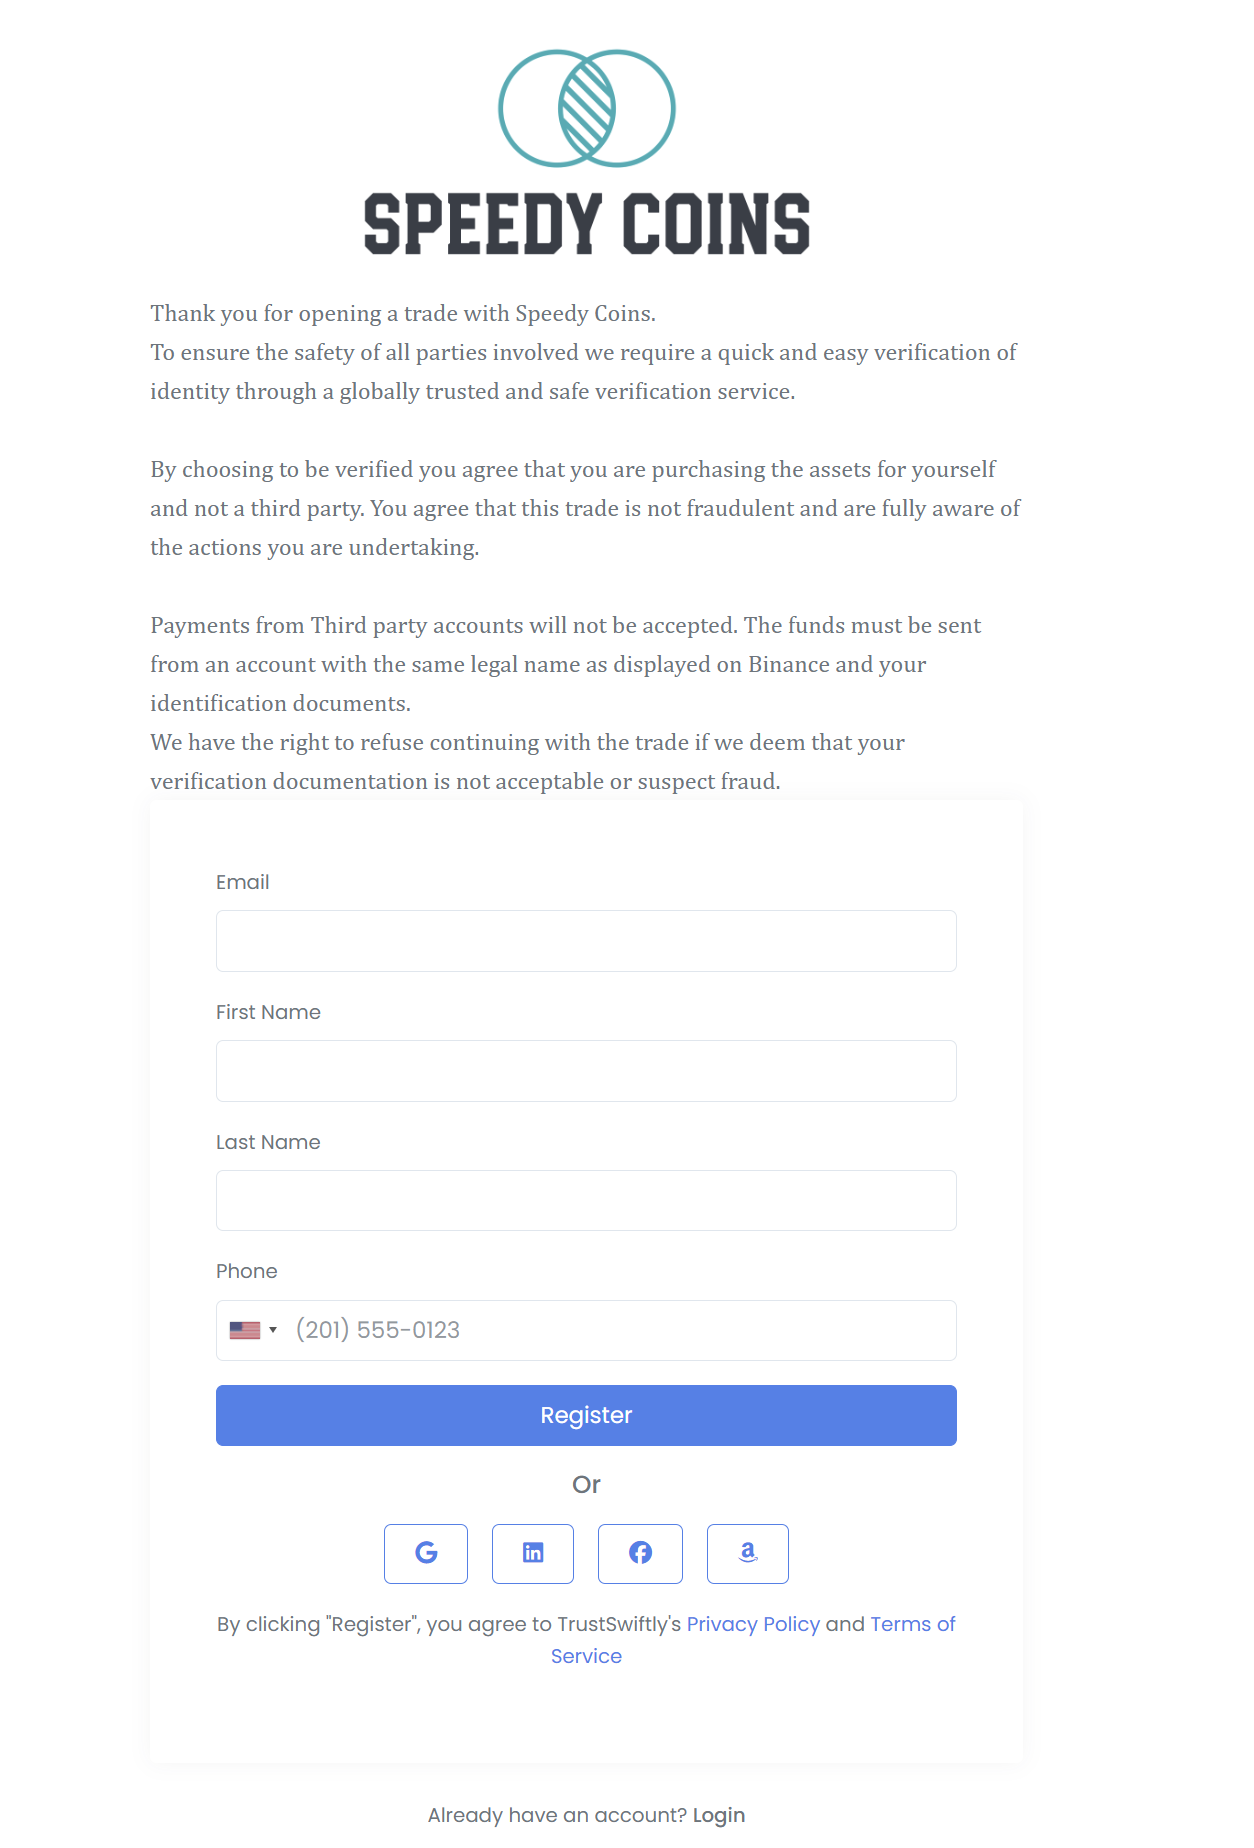 SPEEDY COINS
Thank you for opening a trade with Speedy Coins.
To ensure the safety of all parties involved we require a quick and easy verification of
identity through a globally trusted and safe verification service.
By choosing to be verified you agree that you are purchasing the assets for yourself
and not a third party. You agree that this trade is not fraudulent and are fully aware of
the actions you are undertaking.
Payments from Third party accounts will not be accepted. The funds must be sent
from an account with the same legal name as displayed on Binance and your
identification documents.
We have the right to refuse continuing with the trade if we deem that your
verification documentation is not acceptable or suspect fraud.
Email
First Name
Last Name
Phone
(201) 555-0123
Register
Or
By clicking "Register", you agree to TrustSwiftly's Privacy Policy and Terms of
Service
Already have an account? Login